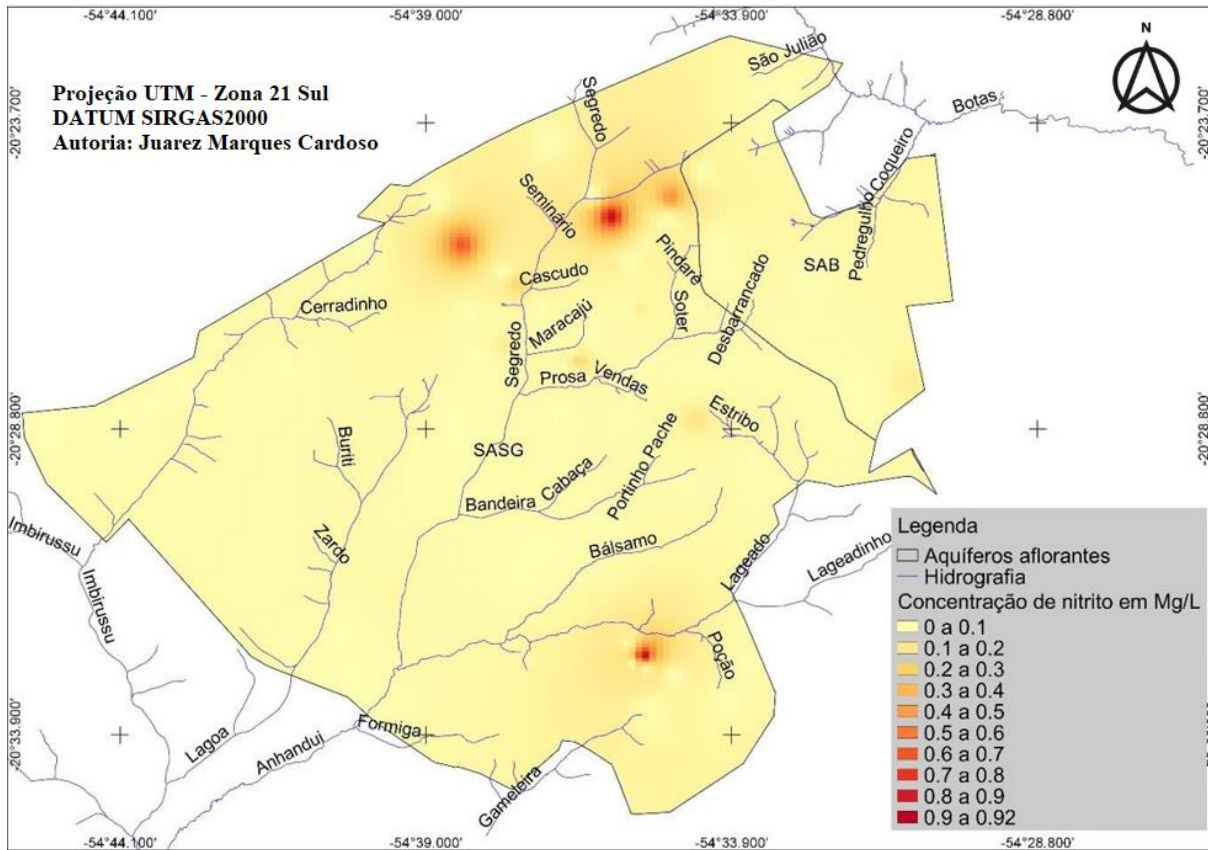 -54°44.100'
-54°39.000'
-54°33.900'
-54°28.800'
N
Projeção UTM - Zona 21 Sul
DATUM SIRGAS2000
Autoria: Juarez Marques Cardoso
-20°23.700'
-20°23.700'
São Julião
Segredo
Botas
Coqueiro
Pedregulho
Seminário
Pindaré
SAB
Cascudo
Cerradinho
Maracajú
Soter
Desbarrancado
Segredo
Prosa
Vendas
-20°28.800'
-20°28.800'
Estribo
Buriti
SASG
Portinho Pache
Cabaça
Bandeira
Imbirussu
Zardo
Bálsamo
Lageado
Lageadinho
Imbirussu
Poção
-20°33.900'
Lagoa
Anhandui
Formiga
Gameleira
Legenda
Aquíferos aflorantes
Hidrografia
Concentração de nitrito em Mg/L
0 a 0.1
0.1 a 0.2
0.2 a 0.3
0.3 a 0.4
0.4 a 0.5
0.5 a 0.6
0.6 a 0.7
0.7 a 0.8
0.8 a 0.9
0.9 a 0.92
-54°44.100'
-54°39.000'
-54°33.900'
-54°28.800'